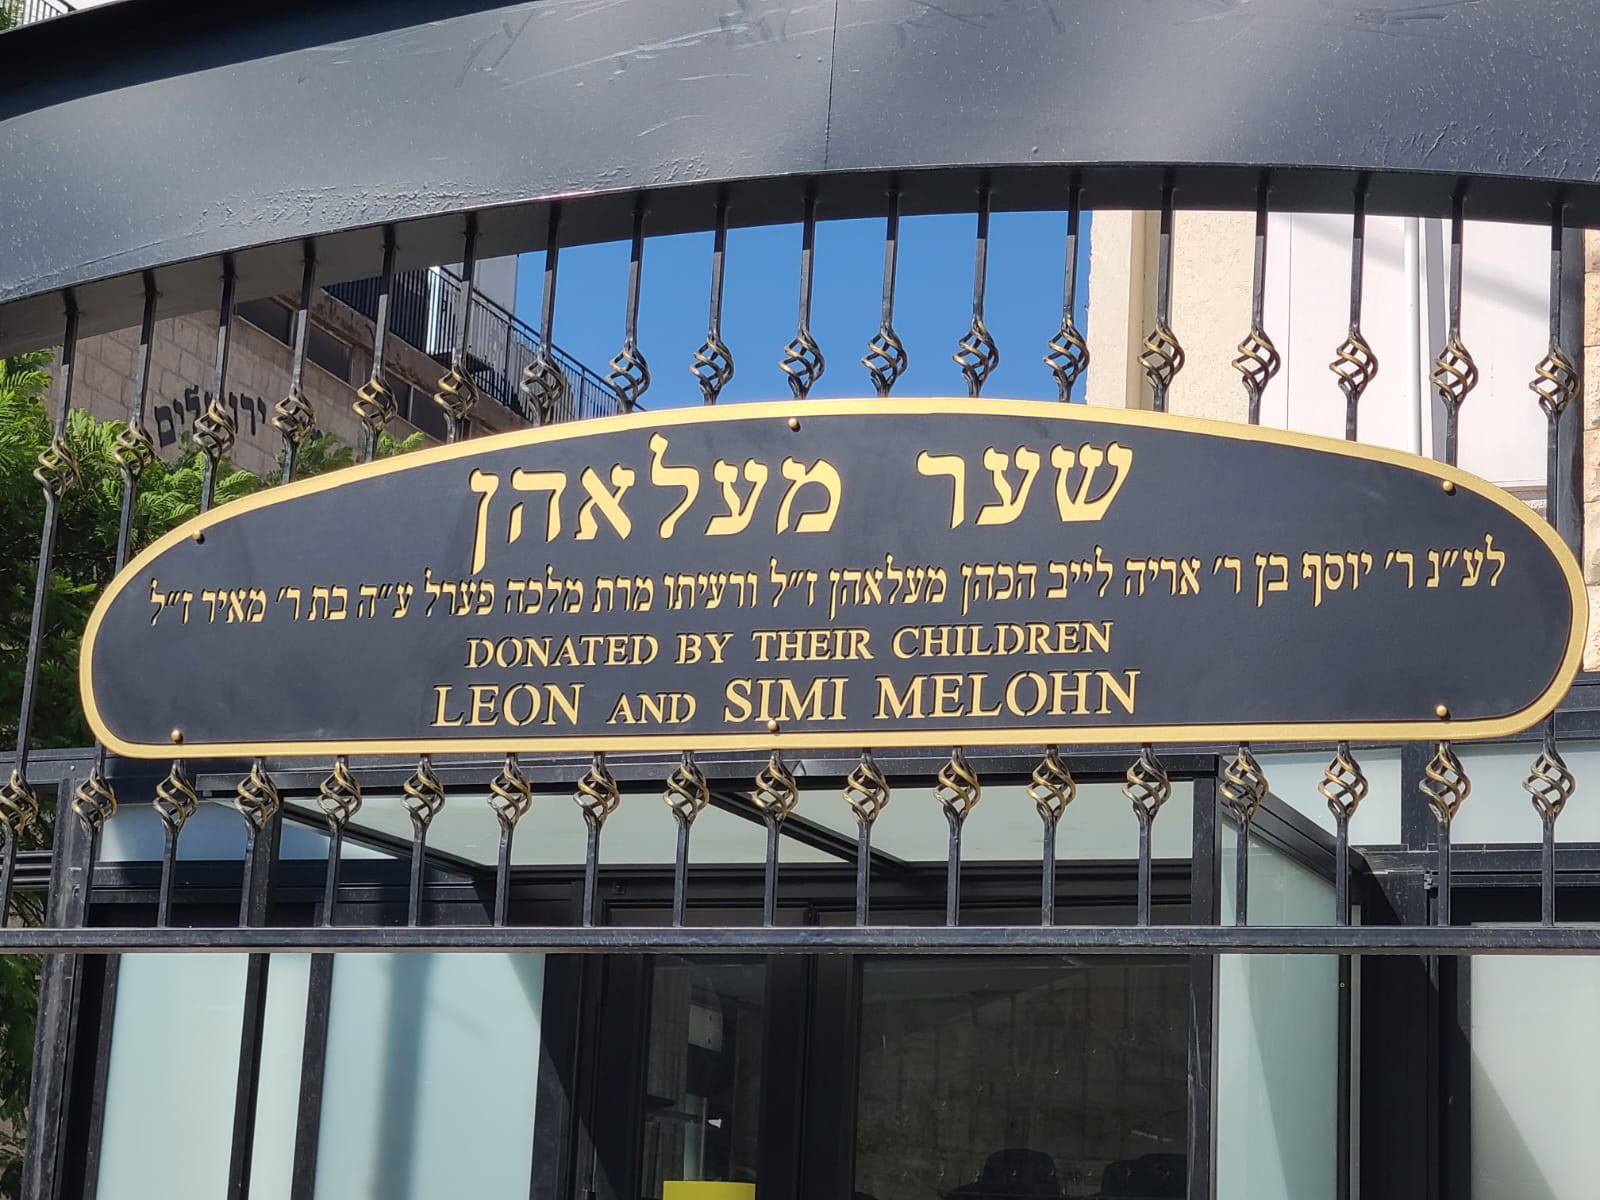 ירושלים
שער מעלאהן
לע״נ ר׳ יוסף בן ר׳ אריה לייב הכהן מעלאהן ז״ל ורעיתו מרת מלכה פערל ע״ה בת ר׳ מאיר ז״ל
DONATED BY THEIR CHILDREN
LEON AND SIMI MELOHN